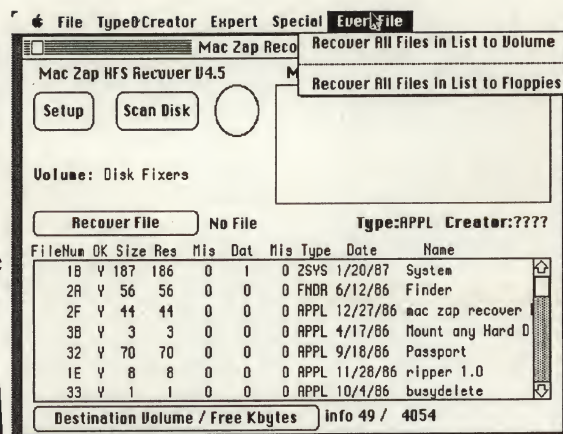 File Type&Creator Expert Special Ever File
Mac Zap Reco
Recover All Files in List to Volume
Recover All Files in List to Floppies
Mac Zap HFS Recover V4.5
M
Setup
Scan Disk
Volume: Disk Fixers
Recover File
No File
Type:APPL Creator:????
FileNum OK Size Res Mis Dat Mis Type Date Name
1B Y 187 186 0 1 0 ZSYS 1/20/87 System
2A Y 56 56 0 0 0 FNDR 6/12/86 Finder
2F Y 44 44 0 0 0 APPL 12/27/86 mac zap recover
3B Y 3 3 0 0 0 APPL 4/17/86 Mount any Hard D
32 Y 70 70 0 0 0 APPL 9/18/86 Passport
1E Y 8 8 0 0 0 APPL 11/28/86 ripper 1.0
33 Y 1 1 0 0 0 APPL 10/4/86 busydelete
Destination Volume / Free Kbytes
info 49 / 4054